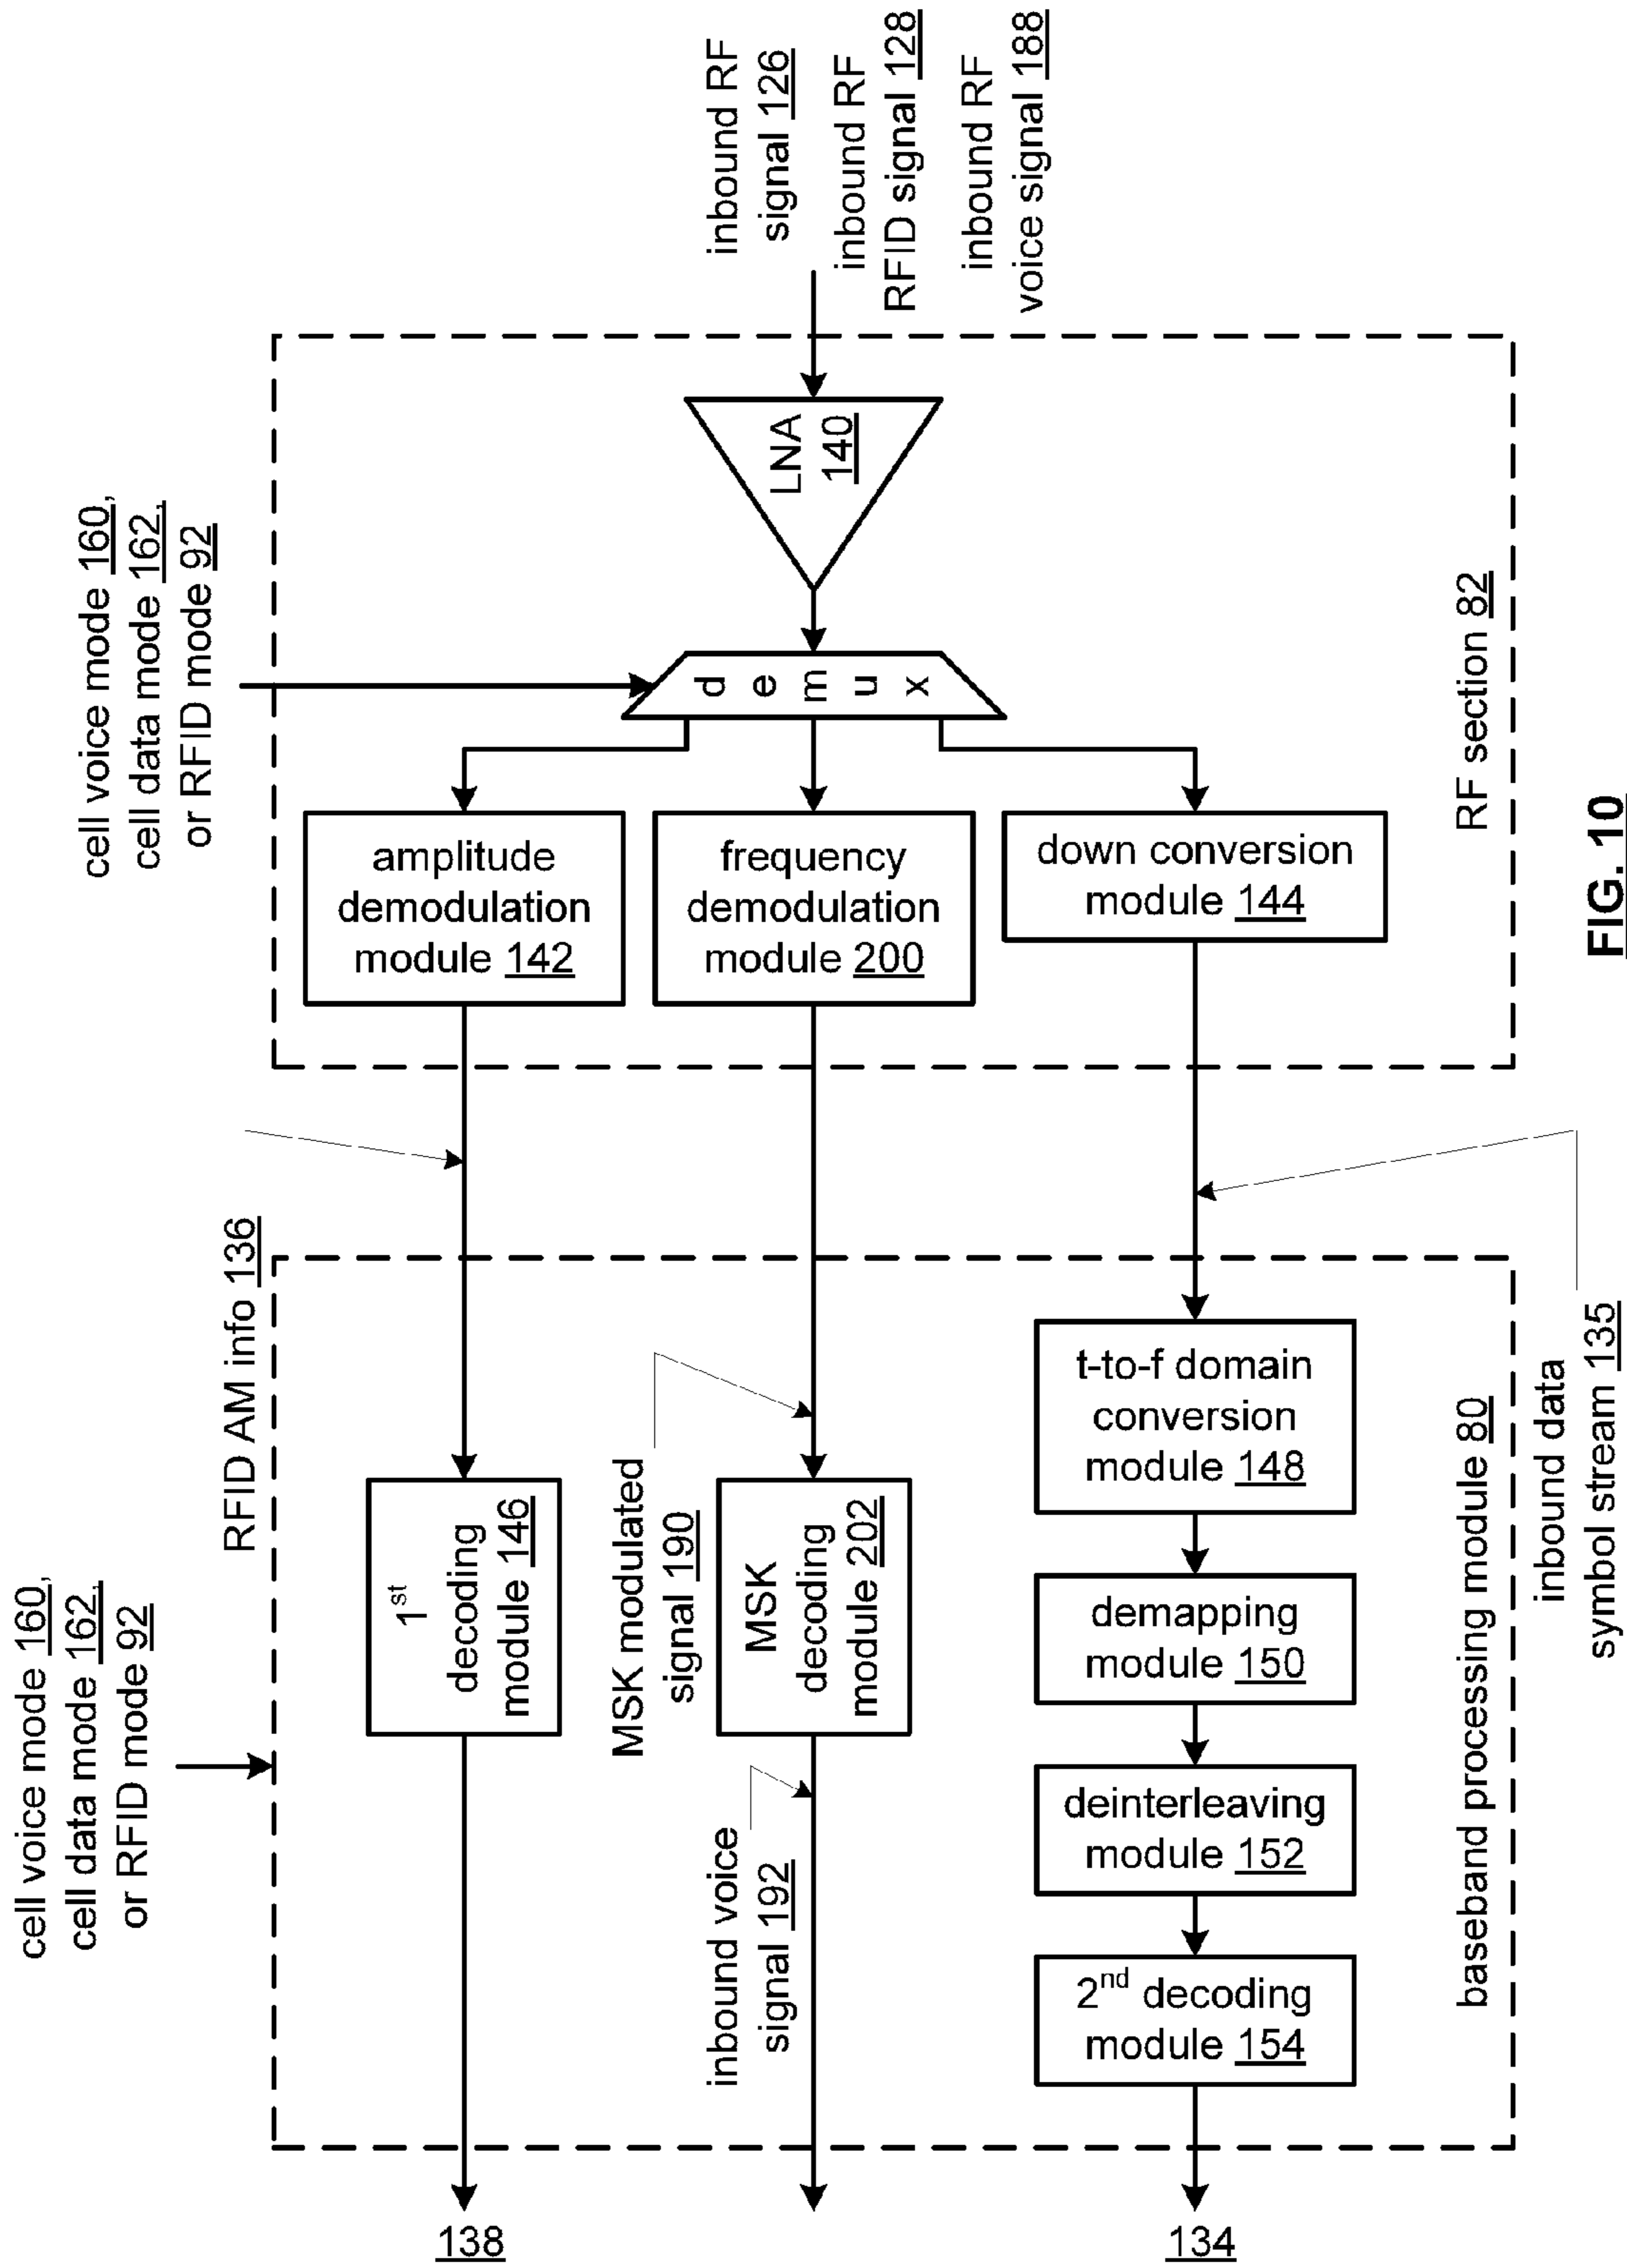 inbound RF
signal 126
inbound RF
RFID signal 128
inbound RF
voice signal 188
cell voice mode 160,
cell data mode 162,
or RFID mode 92
LNA
140
d
e
m
u
x
amplitude
demodulation
module 142
frequency
demodulation
module 200
down conversion
module 144
RF section 82
RFID AM info 136
cell voice mode 160,
cell data mode 162,
or RFID mode 92
1st
decoding
module 146
MSK modulated
signal 190
MSK
decoding
module 202
inbound voice
signal 192
t-to-f domain
conversion
module 148
demapping
module 150
deinterleaving
module 152
2nd decoding
module 154
baseband processing module 80
inbound data
symbol stream 135
138
134
FIG. 10